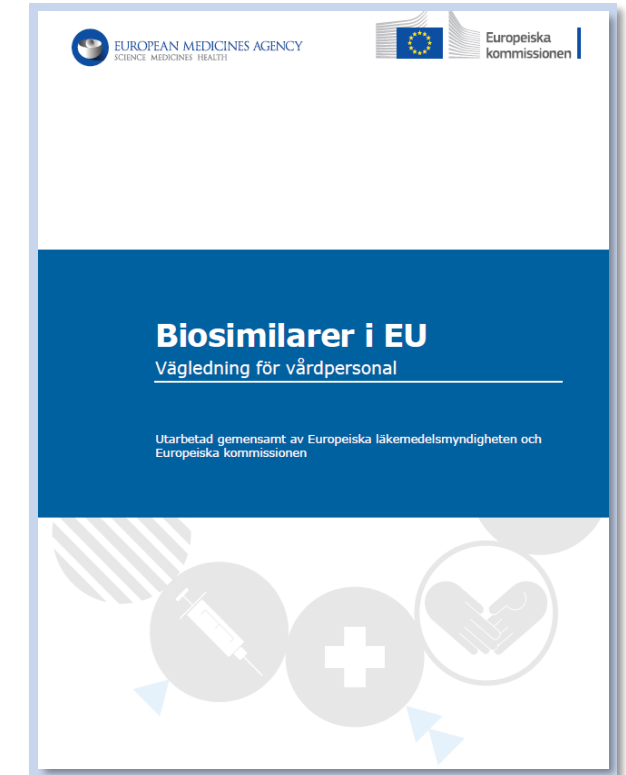 EUROPEAN MEDICINES AGENCY
SCIENCE MEDICINES HEALTH
Europeiska
kommissionen
Biosimilarer i EU
Vägledning för vårdpersonal
Utarbetad gemensamt av Europeiska läkemedelsmyndigheten och
Europeiska kommissionen